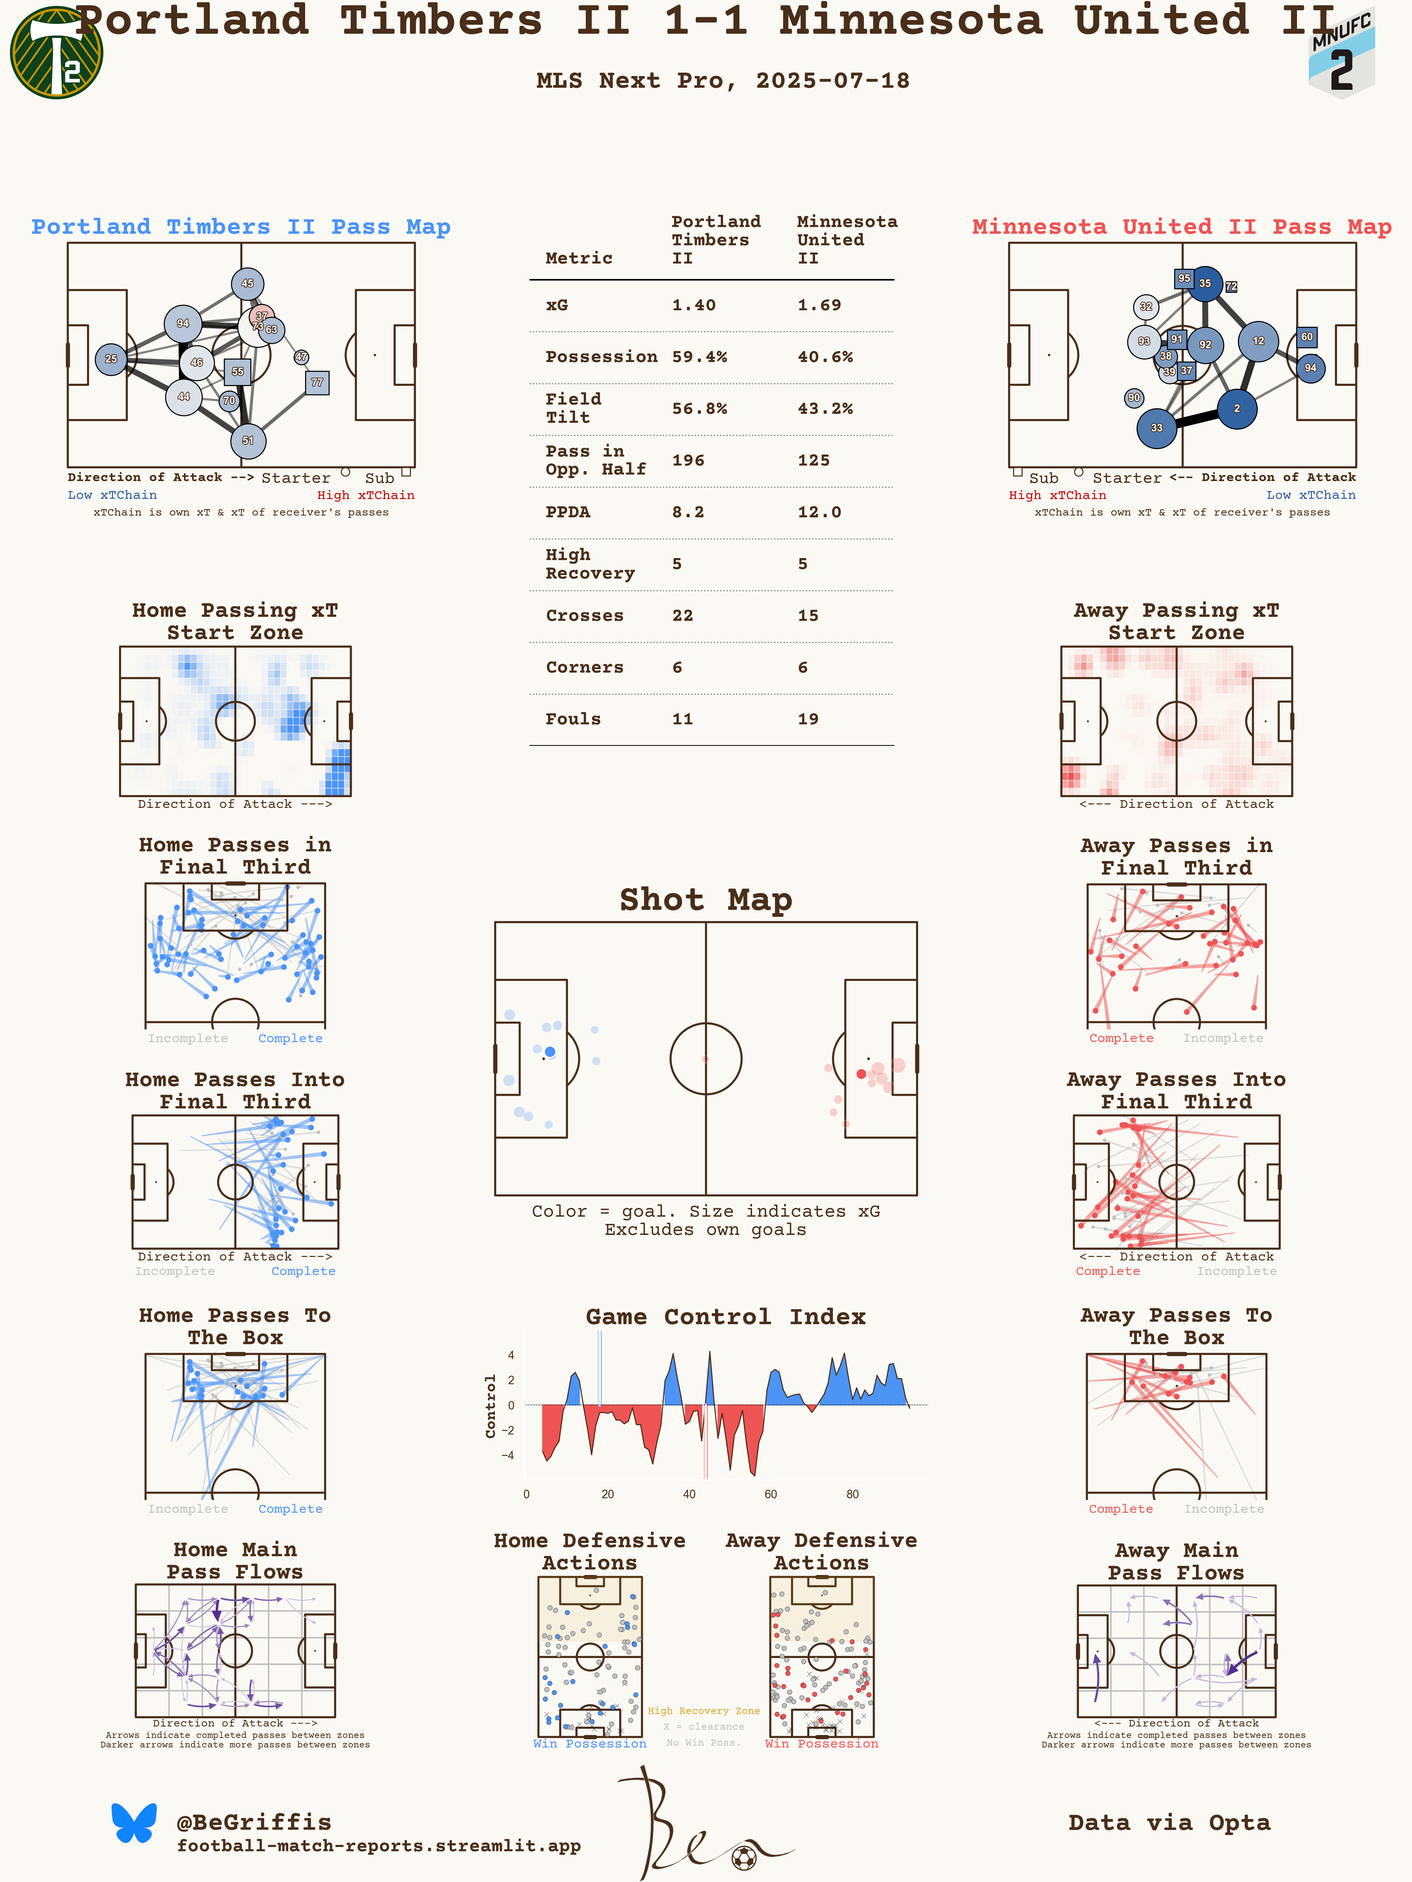 Portland Timbers II 1-1 Minnesota United II
MLS Next Pro, 2025-07-18
2
MNUFC
2
Portland Timbers II Pass Map
45
37
73
63
94
46
25
47
55
77
44
70
51
Direction of Attack --> Starter Sub
Low xTChain High xTChain
xTChain is own xT & xT of receiver's passes
Metric Portland Timbers II Minnesota United II
xG 1.40 1.69
Possession 59.4% 40.6%
Field Tilt 56.8% 43.2%
Pass in Opp. Half 196 125
PPDA 8.2 12.0
High Recovery 5 5
Crosses 22 15
Corners 6 6
Fouls 11 19
Minnesota United II Pass Map
95
35
72
32
93
91
92
12
60
38
39
37
94
90
2
33
Sub Starter <-- Direction of Attack
High xTChain Low xTChain
xTChain is own xT & xT of receiver's passes
Home Passing xT
Start Zone
Direction of Attack --->
Away Passing xT
Start Zone
<--- Direction of Attack
Home Passes in
Final Third
Incomplete Complete
Away Passes in
Final Third
Complete Incomplete
Shot Map
Color = goal. Size indicates xG
Excludes own goals
Home Passes Into
Final Third
Direction of Attack --->
Incomplete Complete
Away Passes Into
Final Third
<--- Direction of Attack
Complete Incomplete
Home Passes To
The Box
Incomplete Complete
Game Control Index
Control
4
2
0
−2
−4
0 20 40 60 80
Away Passes To
The Box
Complete Incomplete
Home Main
Pass Flows
Direction of Attack --->
Arrows indicate completed passes between zones
Darker arrows indicate more passes between zones
Home Defensive
Actions
Win Possession
High Recovery Zone
X = clearance
No Win Poss.
Away Defensive
Actions
Win Possession
Away Main
Pass Flows
<--- Direction of Attack
Arrows indicate completed passes between zones
Darker arrows indicate more passes between zones
@BeGriffis
football-match-reports.streamlit.app
Ben
Data via Opta